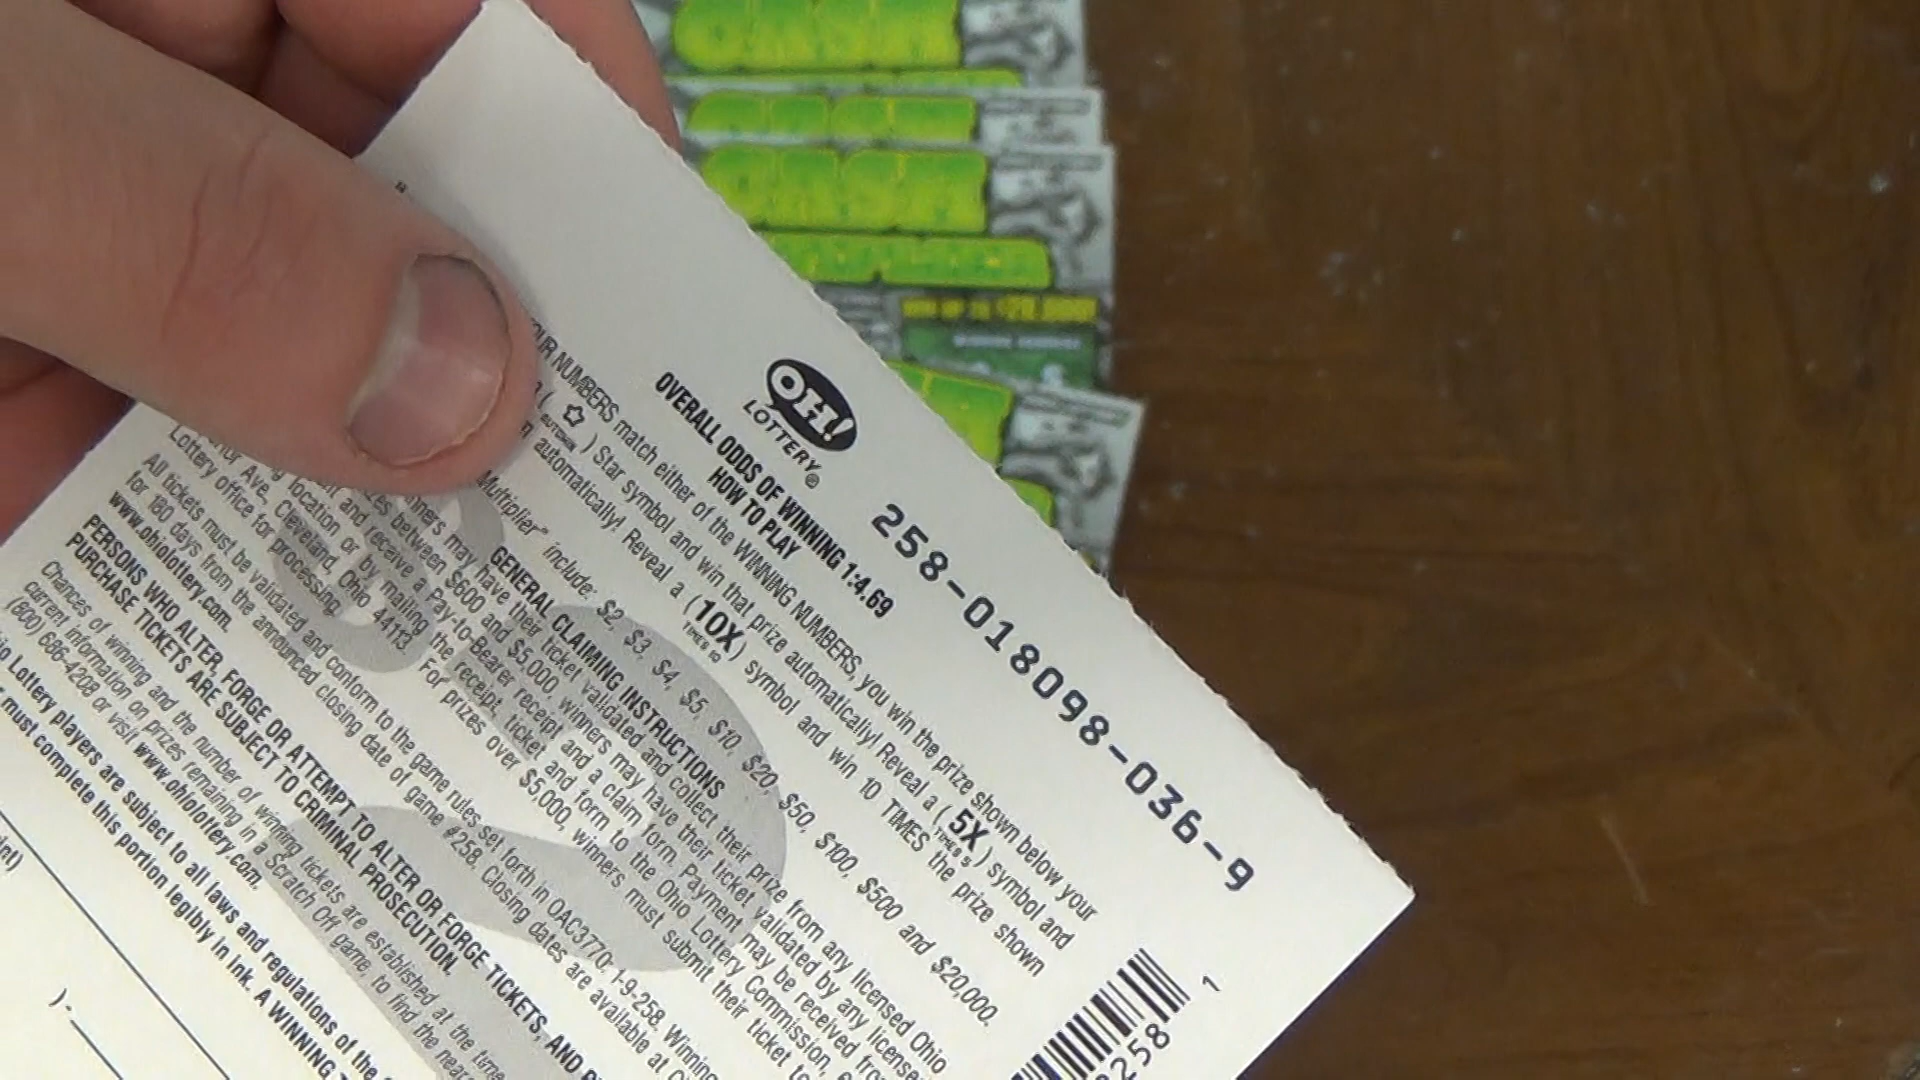 OH!
LOTTERY®
258-018098-036-9
OVERALL ODDS OF WINNING 1:4.69
HOW TO PLAY
YOUR NUMBERS match either of the WINNING NUMBERS, you win the prize shown below your
( ) Star symbol and win that prize automatically! Reveal a ( 5X ) symbol and
automatically! Reveal a (10X) symbol and win 10 TIMES the prize shown
Multiplier® include: $2, $3, $4, $5, $10, $20, $50, $100, $500 and $20,000.
GENERAL CLAIMING INSTRUCTIONS
winners may have their ticket validated and collect their prize from any licensed Ohio
between $600 and $5,000, winners may have their ticket validated by any licensed
and receive a Pay-to-Bearer receipt and a claim form. Payment may be received from
location or by mailing the receipt, ticket and form to the Ohio Lottery Commission,
Ave., Cleveland, Ohio 44113. For prizes over $5,000, winners must submit their ticket to
Lottery office for processing.
All tickets must be validated and conform to the game rules set forth in OAC3770: 1-9-258. Winning
for 180 days from the announced closing date of game #258. Closing dates are available at
www.ohiolottery.com.
PERSONS WHO ALTER, FORGE OR ATTEMPT TO ALTER OR FORGE TICKETS, AND
PURCHASE TICKETS ARE SUBJECT TO CRIMINAL PROSECUTION.
Chances of winning and the number of winning tickets are established at the time
current information on prizes remaining in a Scratch Off game, to find the
(800) 686-4208 or visit www.ohiolottery.com.
Lottery players are subject to all laws and regulations of the
must complete this portion legibly in ink. A WINNING
) -
258 1